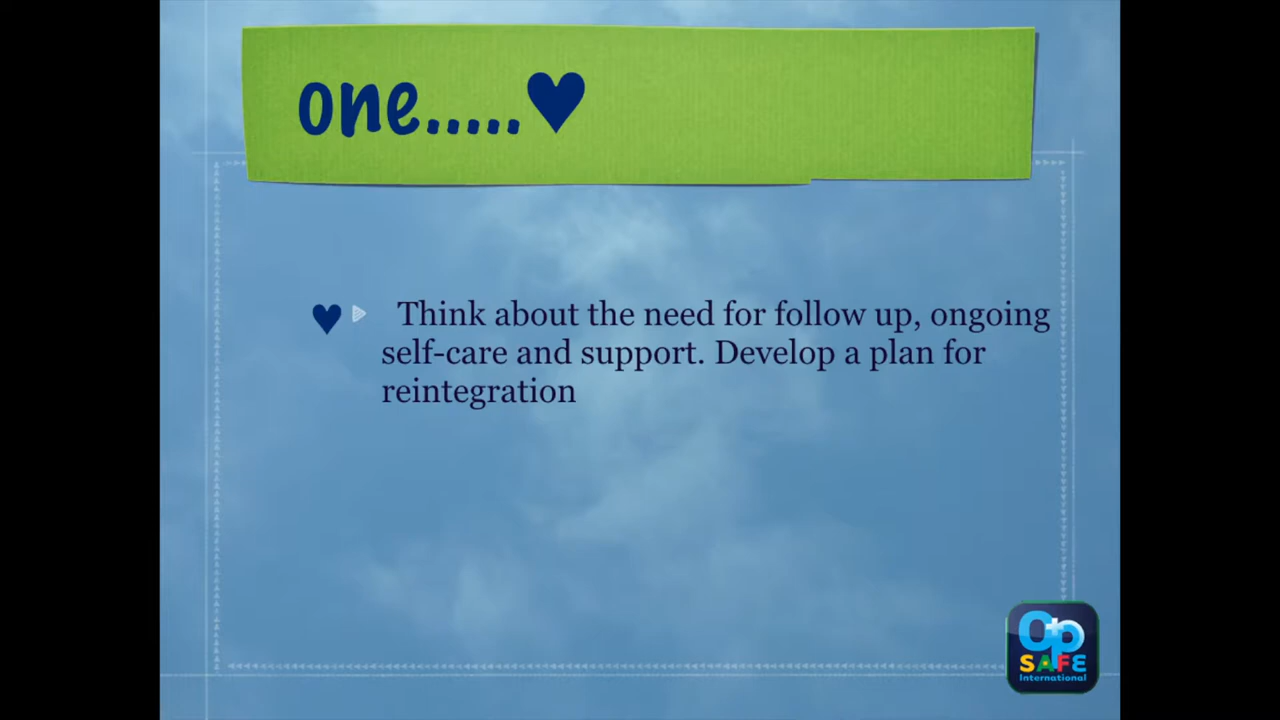 one.....♥
♥ Think about the need for follow up, ongoing
self-care and support. Develop a plan for
reintegration
Op
SAFE
International